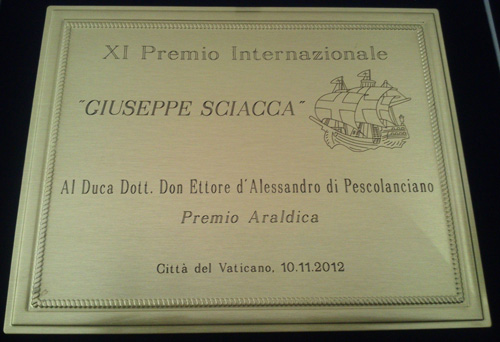 XI Premio Internazionale
"GIUSEPPE SCIACCA"
Al Duca Dott. Don Ettore d'Alessandro di Pescolanciano
Premio Araldica
Città del Vaticano, 10.11.2012